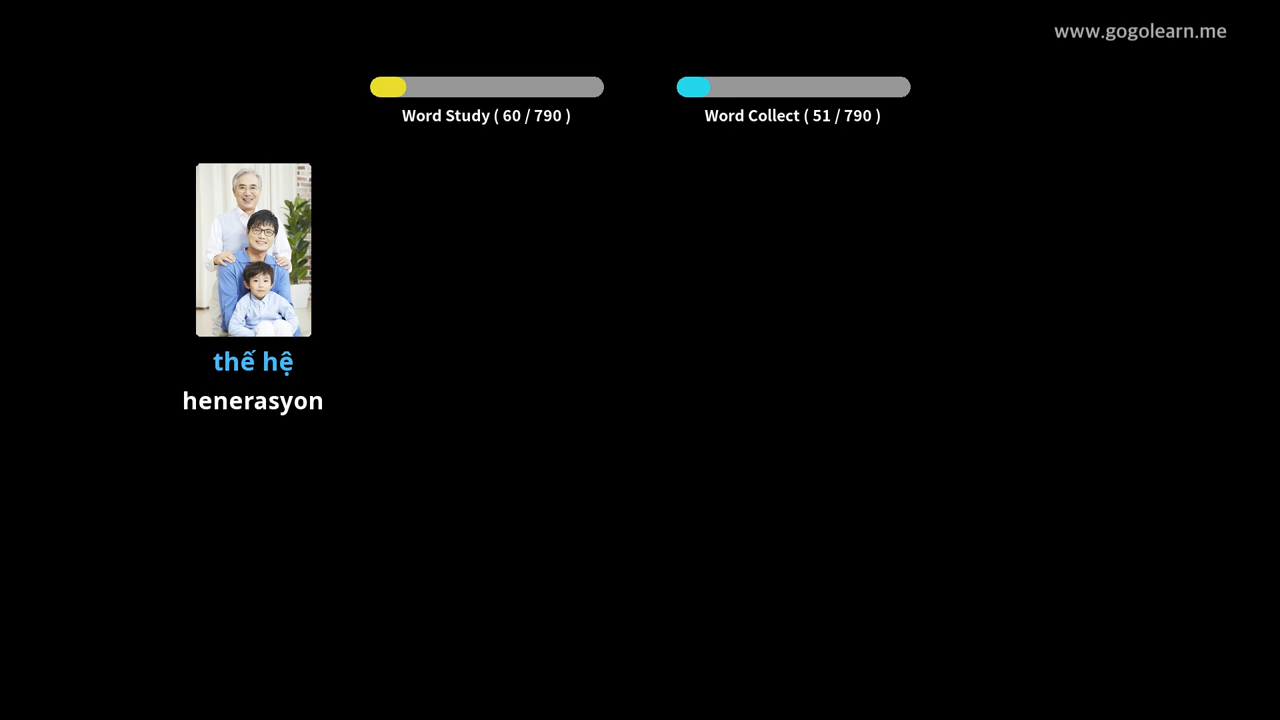 www.gogolearn.me
Word Study ( 60 / 790 )
Word Collect ( 51 / 790 )
thế hệ
henerasyon